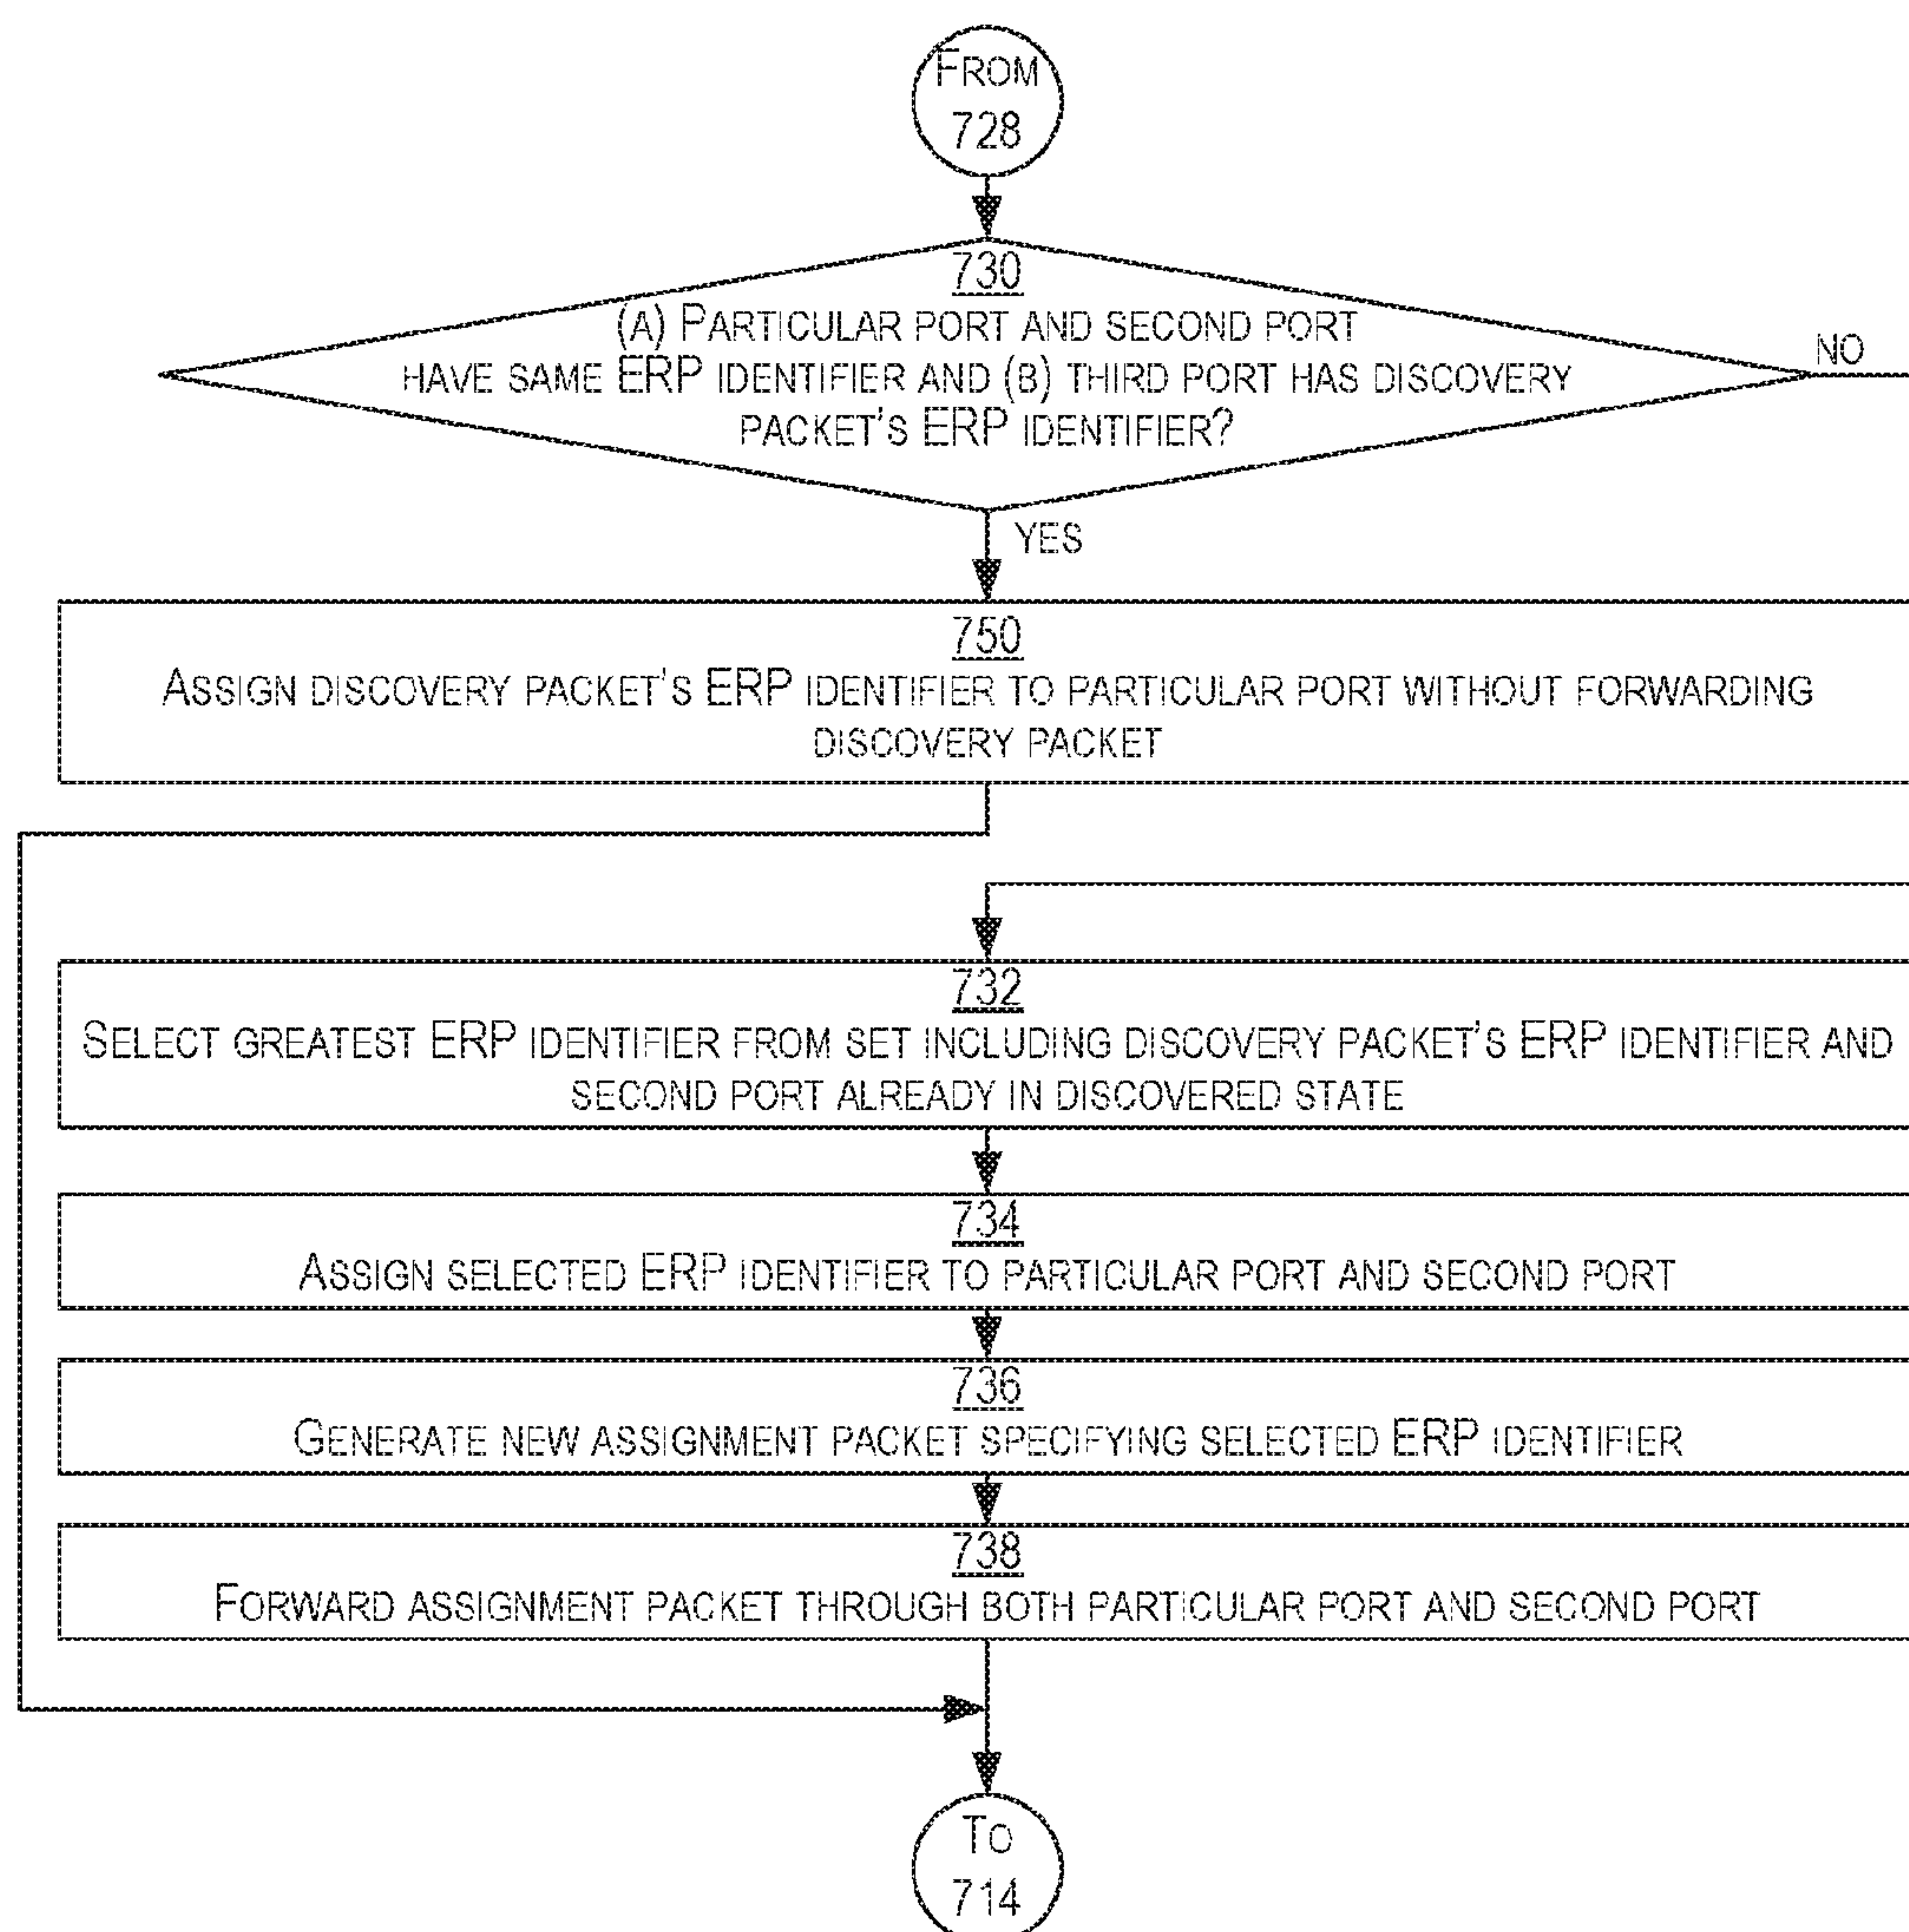 FROM
728
730
(A) PARTICULAR PORT AND SECOND PORT
HAVE SAME ERP IDENTIFIER AND (B) THIRD PORT HAS DISCOVERY
PACKET'S ERP IDENTIFIER?
NO
YES
750
ASSIGN DISCOVERY PACKET'S ERP IDENTIFIER TO PARTICULAR PORT WITHOUT FORWARDING
DISCOVERY PACKET
732
SELECT GREATEST ERP IDENTIFIER FROM SET INCLUDING DISCOVERY PACKET'S ERP IDENTIFIER AND
SECOND PORT ALREADY IN DISCOVERED STATE
734
ASSIGN SELECTED ERP IDENTIFIER TO PARTICULAR PORT AND SECOND PORT
736
GENERATE NEW ASSIGNMENT PACKET SPECIFYING SELECTED ERP IDENTIFIER
738
FORWARD ASSIGNMENT PACKET THROUGH BOTH PARTICULAR PORT AND SECOND PORT
TO
714